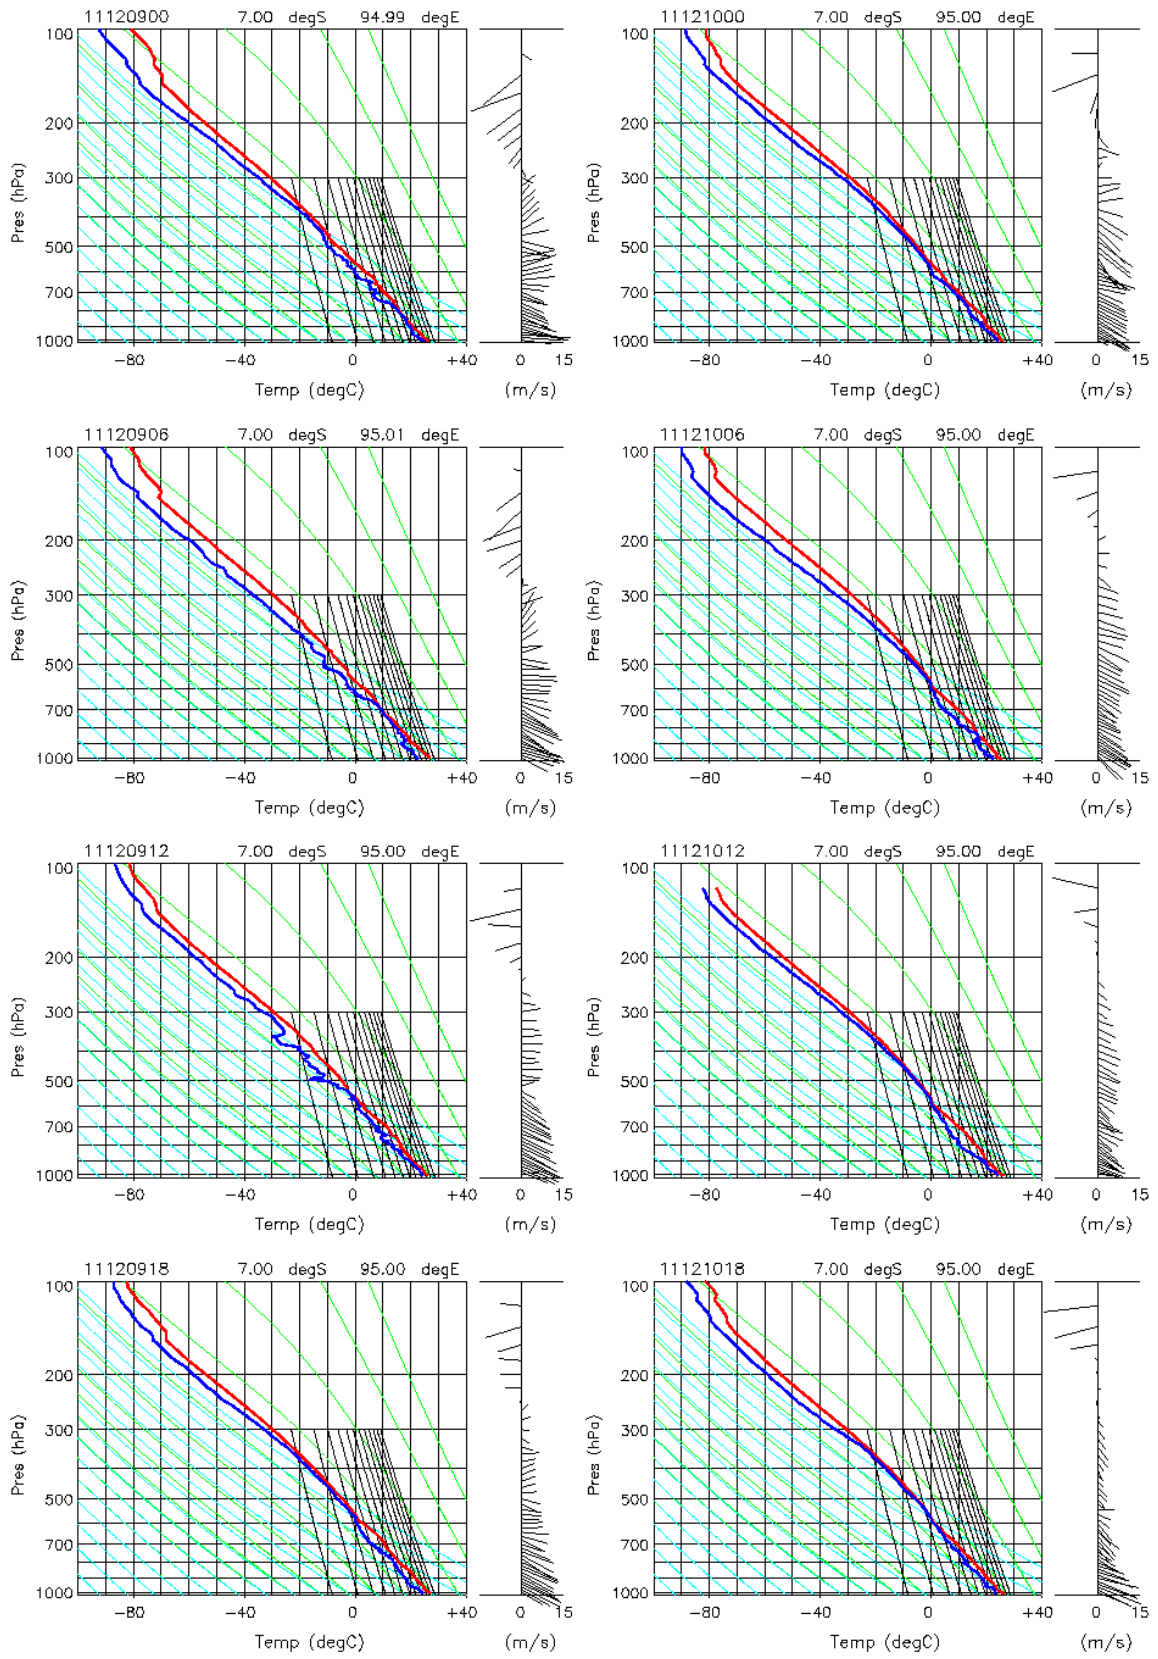 11120900 7.00 degS 94.99 degE
100
200
300
500
700
1000
Pres (hPa)
−80 −40 0 +40 0 15
Temp (degC) (m/s)
11121000 7.00 degS 95.00 degE
100
200
300
500
700
1000
Pres (hPa)
−80 −40 0 +40 0 15
Temp (degC) (m/s)
11120906 7.00 degS 95.01 degE
100
200
300
500
700
1000
Pres (hPa)
−80 −40 0 +40 0 15
Temp (degC) (m/s)
11121006 7.00 degS 95.00 degE
100
200
300
500
700
1000
Pres (hPa)
−80 −40 0 +40 0 15
Temp (degC) (m/s)
11120912 7.00 degS 95.00 degE
100
200
300
500
700
1000
Pres (hPa)
−80 −40 0 +40 0 15
Temp (degC) (m/s)
11121012 7.00 degS 95.00 degE
100
200
300
500
700
1000
Pres (hPa)
−80 −40 0 +40 0 15
Temp (degC) (m/s)
11120918 7.00 degS 95.00 degE
100
200
300
500
700
1000
Pres (hPa)
−80 −40 0 +40 0 15
Temp (degC) (m/s)
11121018 7.00 degS 95.00 degE
100
200
300
500
700
1000
Pres (hPa)
−80 −40 0 +40 0 15
Temp (degC) (m/s)